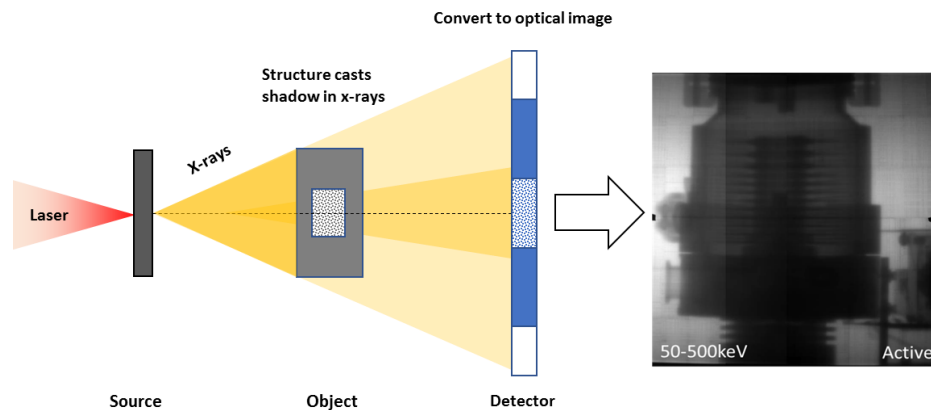 Convert to optical image
Structure casts
shadow in x-rays
X-rays
Laser
50-500keV
Active
Source
Object
Detector